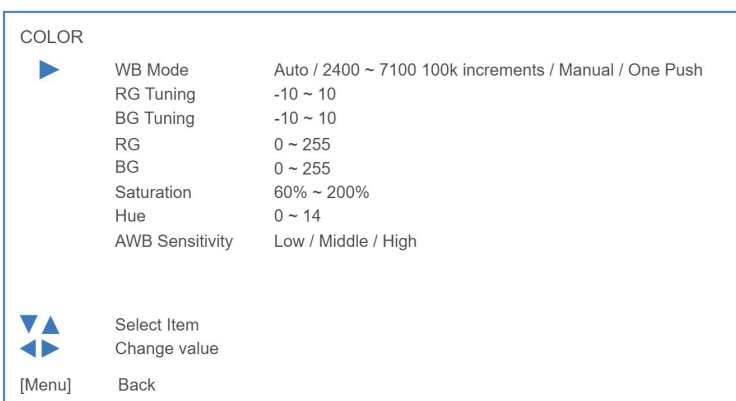 COLOR
WB Mode Auto / 2400 ~ 7100 100k increments / Manual / One Push
RG Tuning -10 ~ 10
BG Tuning -10 ~ 10
RG 0 ~ 255
BG 0 ~ 255
Saturation 60% ~ 200%
Hue 0 ~ 14
AWB Sensitivity Low / Middle / High
Select Item
Change value
[Menu] Back